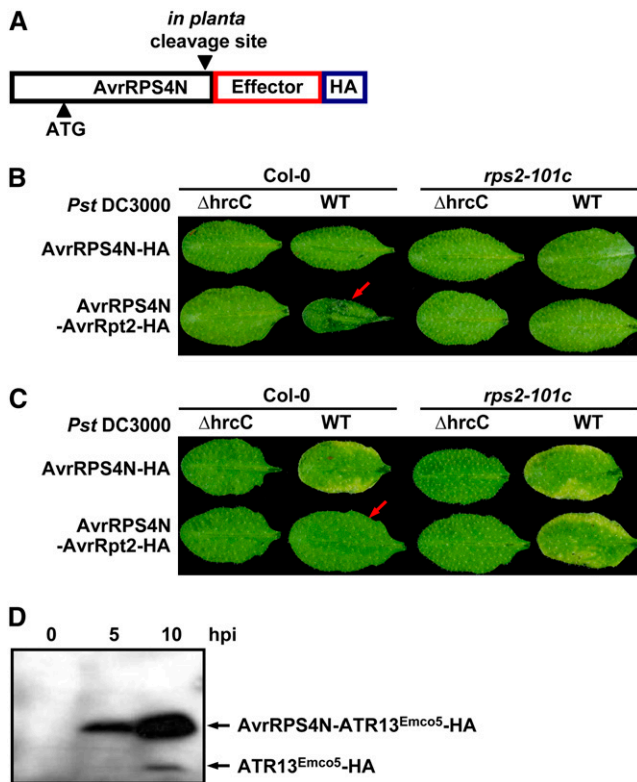 A
in planta
cleavage site
AvrRPS4N Effector HA
ATG
B
Col-0 rps2-101c
Pst DC3000 ΔhrcC WT ΔhrcC WT
AvrRPS4N-HA
AvrRPS4N
-AvrRpt2-HA
C
Col-0 rps2-101c
Pst DC3000 ΔhrcC WT ΔhrcC WT
AvrRPS4N-HA
AvrRPS4N
-AvrRpt2-HA
D
0 5 10 hpi
AvrRPS4N-ATR13Emco5-HA
ATR13Emco5-HA